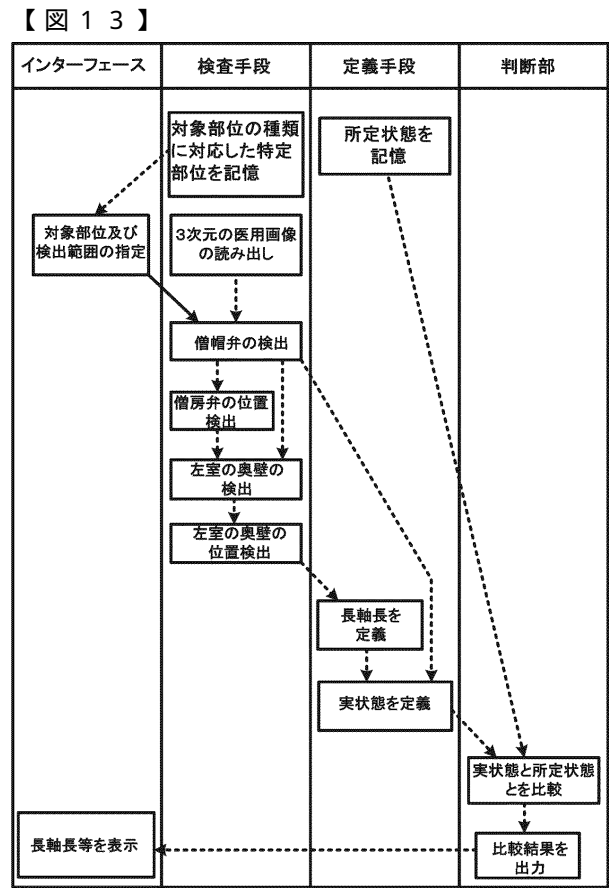 【図１３】
インターフェース
検査手段
定義手段
判断部
対象部位の種類
に対応した特定
部位を記憶
所定状態を
記憶
対象部位及び
検出範囲の指定
3次元の医用画像
の読み出し
僧帽弁の検出
僧房弁の位置
検出
左室の奥壁の
検出
左室の奥壁の
位置検出
長軸長を
定義
実状態を定義
実状態と所定状態
とを比較
長軸長等を表示
比較結果を
出力